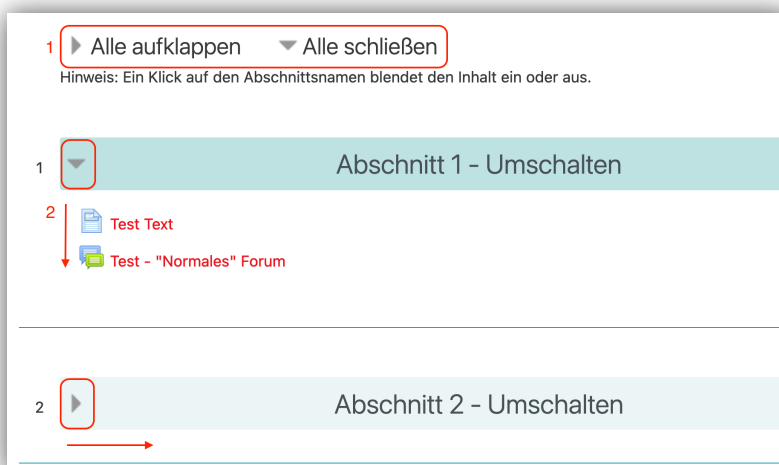 1 Alle aufklappen Alle schließen
Hinweis: Ein Klick auf den Abschnittsnamen blendet den Inhalt ein oder aus.
1 Abschnitt 1 - Umschalten
2 Test Text
Test - "Normales" Forum
2 Abschnitt 2 - Umschalten